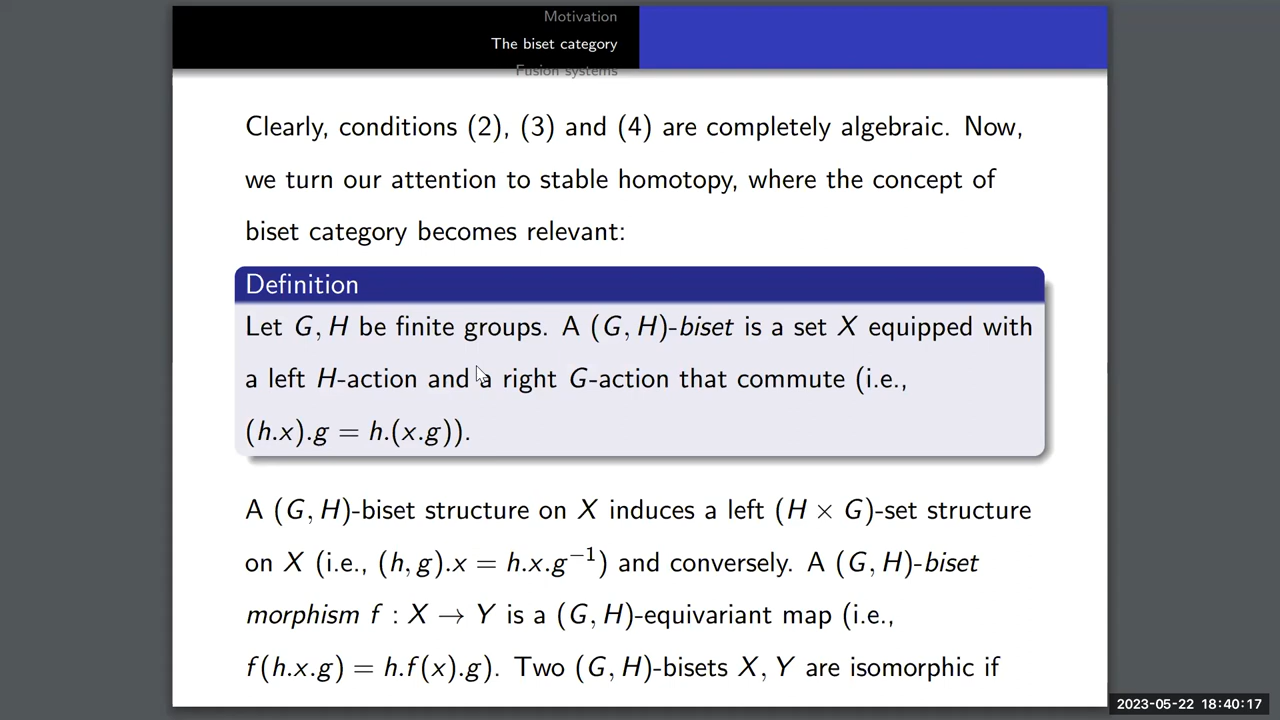 Motivation
The biset category
Fusion systems
Clearly, conditions (2), (3) and (4) are completely algebraic. Now,
we turn our attention to stable homotopy, where the concept of
biset category becomes relevant:
Definition
Let G, H be finite groups. A (G, H)-biset is a set X equipped with
a left H-action and a right G-action that commute (i.e.,
(h.x).g = h.(x.g)).
A (G, H)-biset structure on X induces a left (H × G)-set structure
on X (i.e., (h, g).x = h.x.g⁻¹) and conversely. A (G, H)-biset
morphism f : X → Y is a (G, H)-equivariant map (i.e.,
f(h.x.g) = h.f(x).g). Two (G, H)-bisets X, Y are isomorphic if
2023-05-22 18:40:17